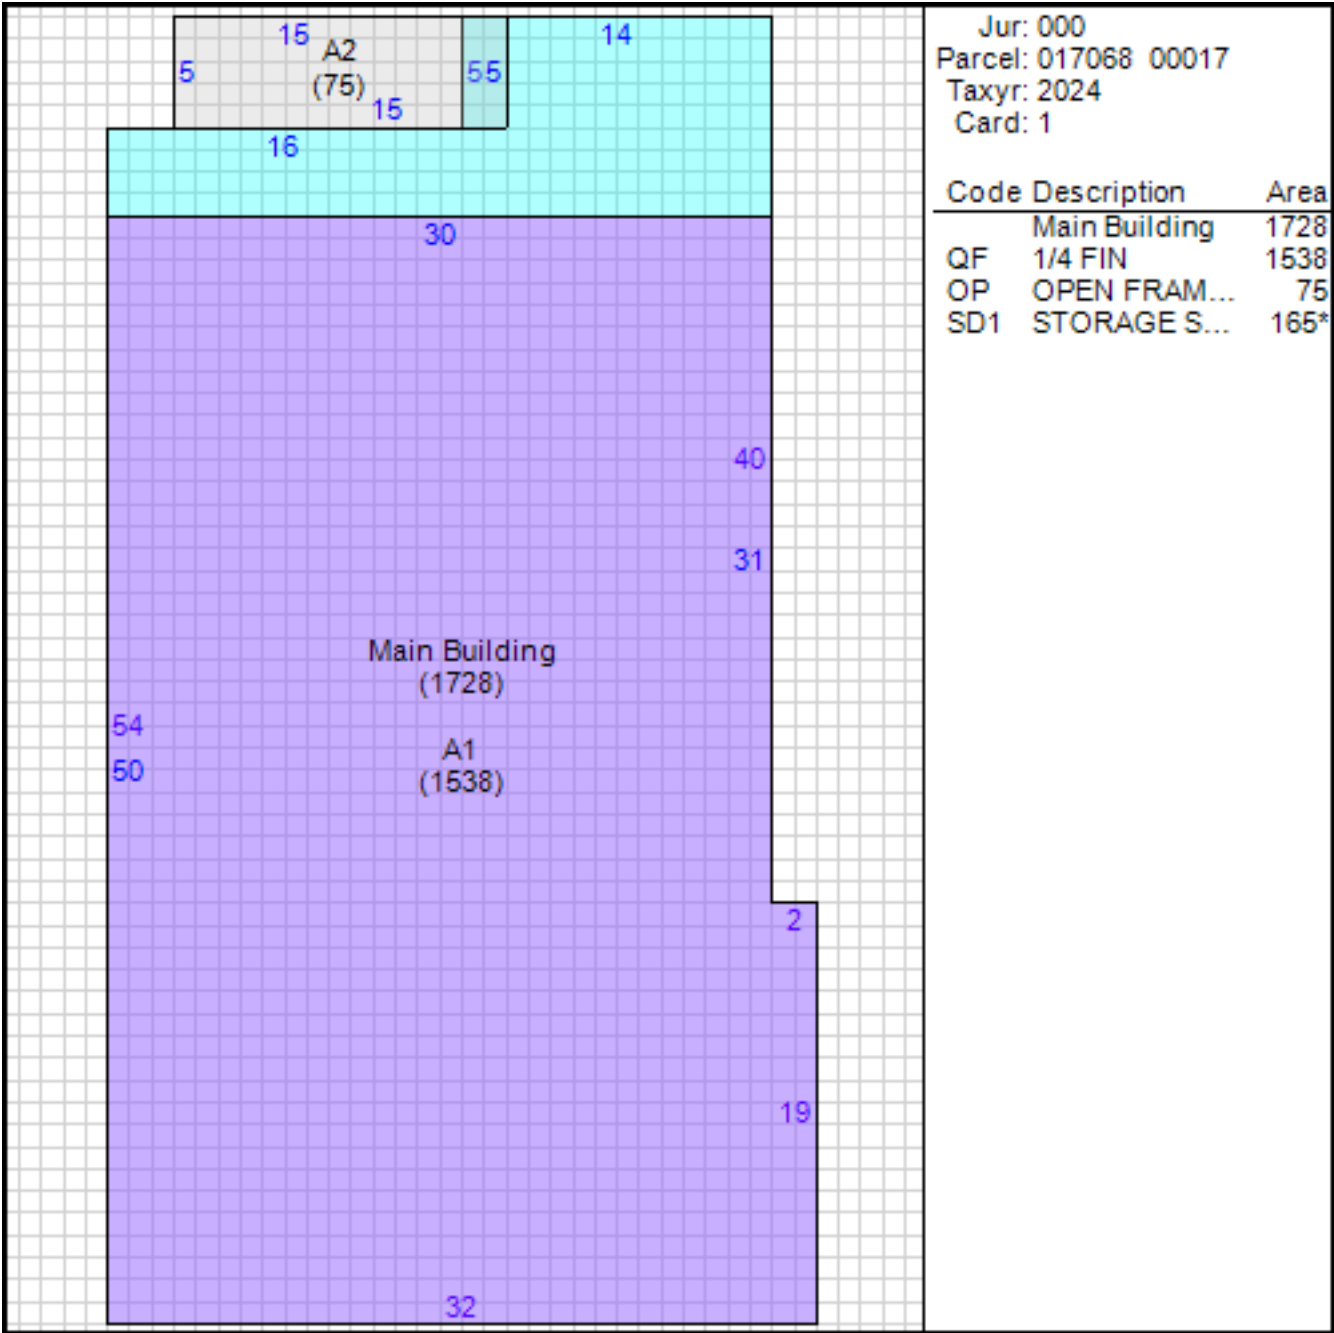 15
A2
(75)
5
15
55
14
16
30
40
31
Main Building
(1728)
54
A1
50
(1538)
2
19
32
Jur: 000
Parcel: 017068 00017
Taxyr: 2024
Card: 1
Code Description Area
Main Building 1728
QF 1/4 FIN 1538
OP OPEN FRAM... 75
SD1 STORAGE S... 165*